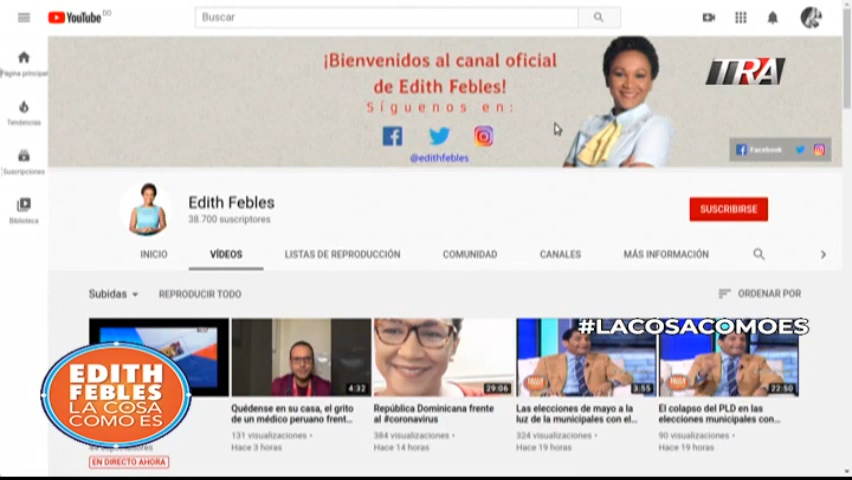 YouTube DO
Buscar
Página principal
Tendencias
Suscripciones
Biblioteca
¡Bienvenidos al canal oficial
de Edith Febles!
Síguenos en:
@edithfebles
TRA
Facebook
Edith Febles
38.700 suscriptores
SUSCRIBIRSE
INICIO
VÍDEOS
LISTAS DE REPRODUCCIÓN
COMUNIDAD
CANALES
MÁS INFORMACIÓN
Subidas
REPRODUCIR TODO
ORDENAR POR
#LACOSACOMOES
4:32
29:06
3:55
22:50
EDITH
FEBLES
LA COSA
COMO ES
EN DIRECTO AHORA
Quédense en su casa, el grito
de un médico peruano frent...
131 visualizaciones •
Hace 3 horas
República Dominicana frente
al #coronavirus
384 visualizaciones •
Hace 14 horas
Las elecciones de mayo a la
luz de la municipales con el...
324 visualizaciones •
Hace 19 horas
El colapso del PLD en las
elecciones municipales con...
90 visualizaciones •
Hace 19 horas